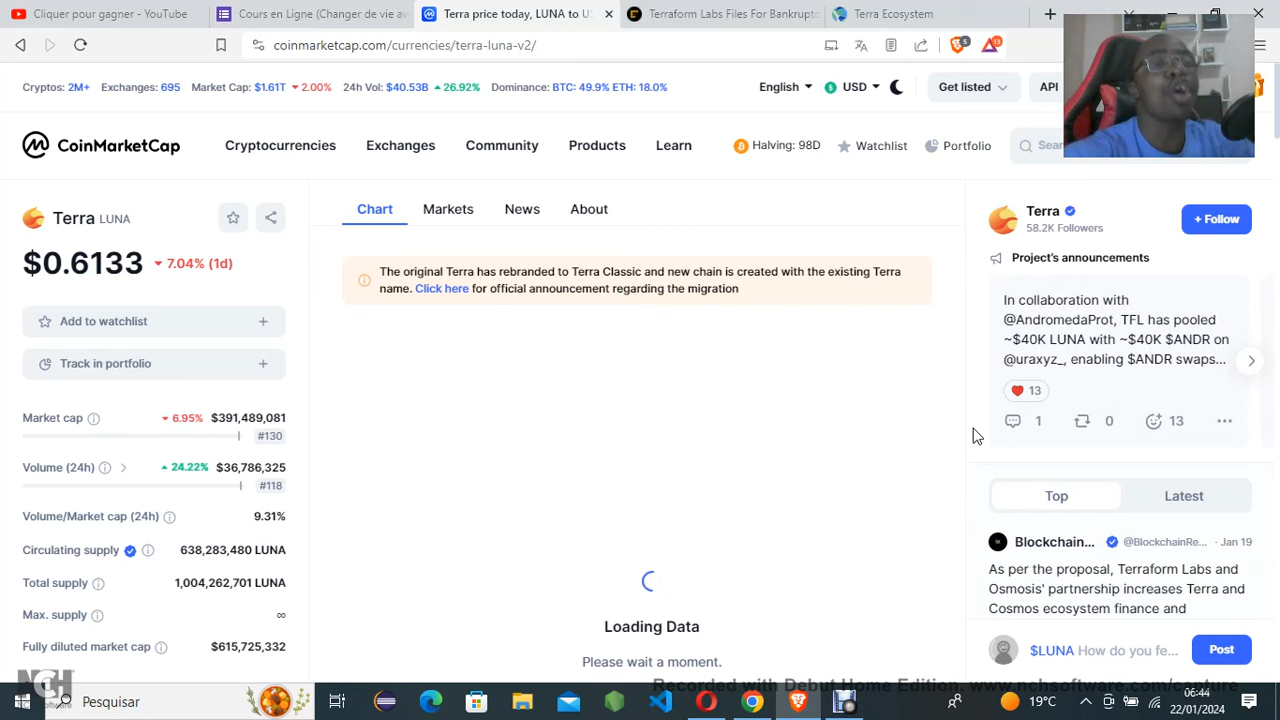 Cliquer pour gagner - YouTube
Cours en Ligne (Changer de vie av
Terra price today, LUNA to US
Terraform Labs Files For Bankrupt
Terra Ecosystem
coinmarketcap.com/currencies/terra-luna-v2/
5
13
Cryptos: 2M+ Exchanges: 695 Market Cap: $1.61T 2.00% 24h Vol: $40.53B 26.92% Dominance: BTC: 49.9% ETH: 18.0%
English
USD
Get listed
API
CoinMarketCap
Cryptocurrencies
Exchanges
Community
Products
Learn
Halving: 98D
Watchlist
Portfolio
Sear
Terra LUNA
$0.6133 7.04% (1d)
Add to watchlist +
Track in portfolio +
Market cap 6.95% $391,489,081
#130
Volume (24h) 24.22% $36,786,325
#118
Volume/Market cap (24h) 9.31%
Circulating supply 638,283,480 LUNA
Total supply 1,004,262,701 LUNA
Max. supply ∞
Fully diluted market cap $615,725,332
Chart
Markets
News
About
The original Terra has rebranded to Terra Classic and new chain is created with the existing Terra
name. Click here for official announcement regarding the migration
Loading Data
Please wait a moment.
Terra
58.2K Followers
+ Follow
Project's announcements
In collaboration with
@AndromedaProt, TFL has pooled
~$40K LUNA with ~$40K $ANDR on
@uraxyz_, enabling $ANDR swaps...
13
1
0
13
Top
Latest
Blockchain... @BlockchainRe... · Jan 19
As per the proposal, Terraform Labs and
Osmosis' partnership increases Terra and
Cosmos ecosystem finance and
$LUNA How do you fe...
Post
NCH
Recorded with Debut Home Edition. www.nchsoftware.com/capture
Pesquisar
19°C
06:44
22/01/2024